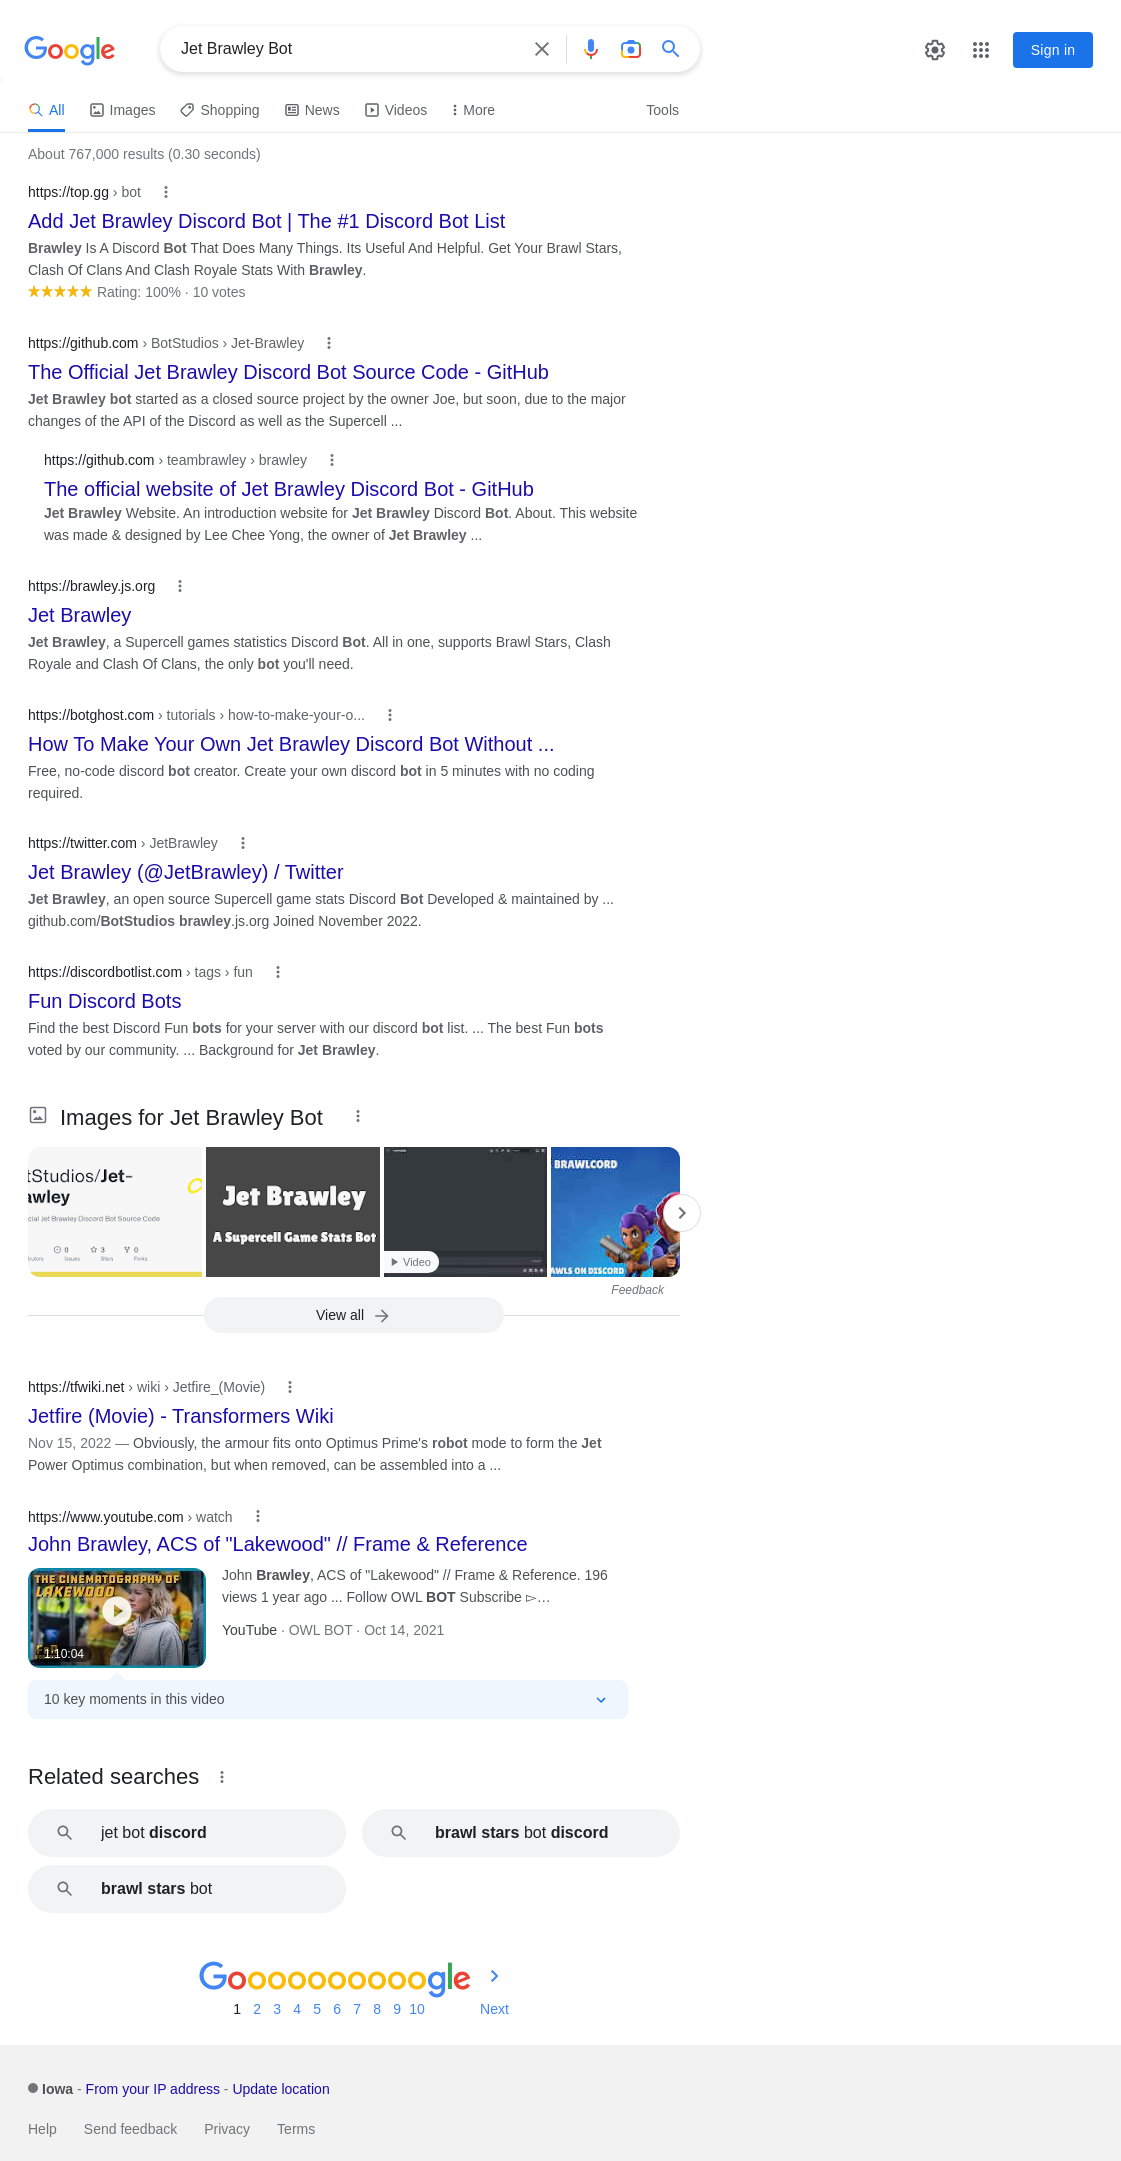 Google
Jet Brawley Bot
Sign in
All Images Shopping News Videos More Tools
About 767,000 results (0.30 seconds)
https://top.gg › bot
Add Jet Brawley Discord Bot | The #1 Discord Bot List
Brawley Is A Discord Bot That Does Many Things. Its Useful And Helpful. Get Your Brawl Stars,
Clash Of Clans And Clash Royale Stats With Brawley.
Rating: 100% · 10 votes
https://github.com › BotStudios › Jet-Brawley
The Official Jet Brawley Discord Bot Source Code - GitHub
Jet Brawley bot started as a closed source project by the owner Joe, but soon, due to the major
changes of the API of the Discord as well as the Supercell ...
https://github.com › teambrawley › brawley
The official website of Jet Brawley Discord Bot - GitHub
Jet Brawley Website. An introduction website for Jet Brawley Discord Bot. About. This website
was made & designed by Lee Chee Yong, the owner of Jet Brawley ...
https://brawley.js.org
Jet Brawley
Jet Brawley, a Supercell games statistics Discord Bot. All in one, supports Brawl Stars, Clash
Royale and Clash Of Clans, the only bot you'll need.
https://botghost.com › tutorials › how-to-make-your-o...
How To Make Your Own Jet Brawley Discord Bot Without ...
Free, no-code discord bot creator. Create your own discord bot in 5 minutes with no coding
required.
https://twitter.com › JetBrawley
Jet Brawley (@JetBrawley) / Twitter
Jet Brawley, an open source Supercell game stats Discord Bot Developed & maintained by ...
github.com/BotStudios brawley.js.org Joined November 2022.
https://discordbotlist.com › tags › fun
Fun Discord Bots
Find the best Discord Fun bots for your server with our discord bot list. ... The best Fun bots
voted by our community. ... Background for Jet Brawley.
Images for Jet Brawley Bot
tStudios/Jet-
awley
cial Jet Brawley Discord Bot Source Code
0 3 0
butors Issues Stars Forks
Jet Brawley
A Supercell Game Stats Bot
Video
BRAWLCORD
AWLS ON DISCORD
Feedback
View all
https://tfwiki.net › wiki › Jetfire_(Movie)
Jetfire (Movie) - Transformers Wiki
Nov 15, 2022 — Obviously, the armour fits onto Optimus Prime's robot mode to form the Jet
Power Optimus combination, but when removed, can be assembled into a ...
https://www.youtube.com › watch
John Brawley, ACS of "Lakewood" // Frame & Reference
THE CINEMATOGRAPHY OF
LAKEWOOD
1:10:04
John Brawley, ACS of "Lakewood" // Frame & Reference. 196
views 1 year ago ... Follow OWL BOT Subscribe ▻…
YouTube · OWL BOT · Oct 14, 2021
10 key moments in this video
Related searches
jet bot discord
brawl stars bot discord
brawl stars bot
Goooooooooogle
1 2 3 4 5 6 7 8 9 10 Next
Iowa - From your IP address - Update location
Help Send feedback Privacy Terms